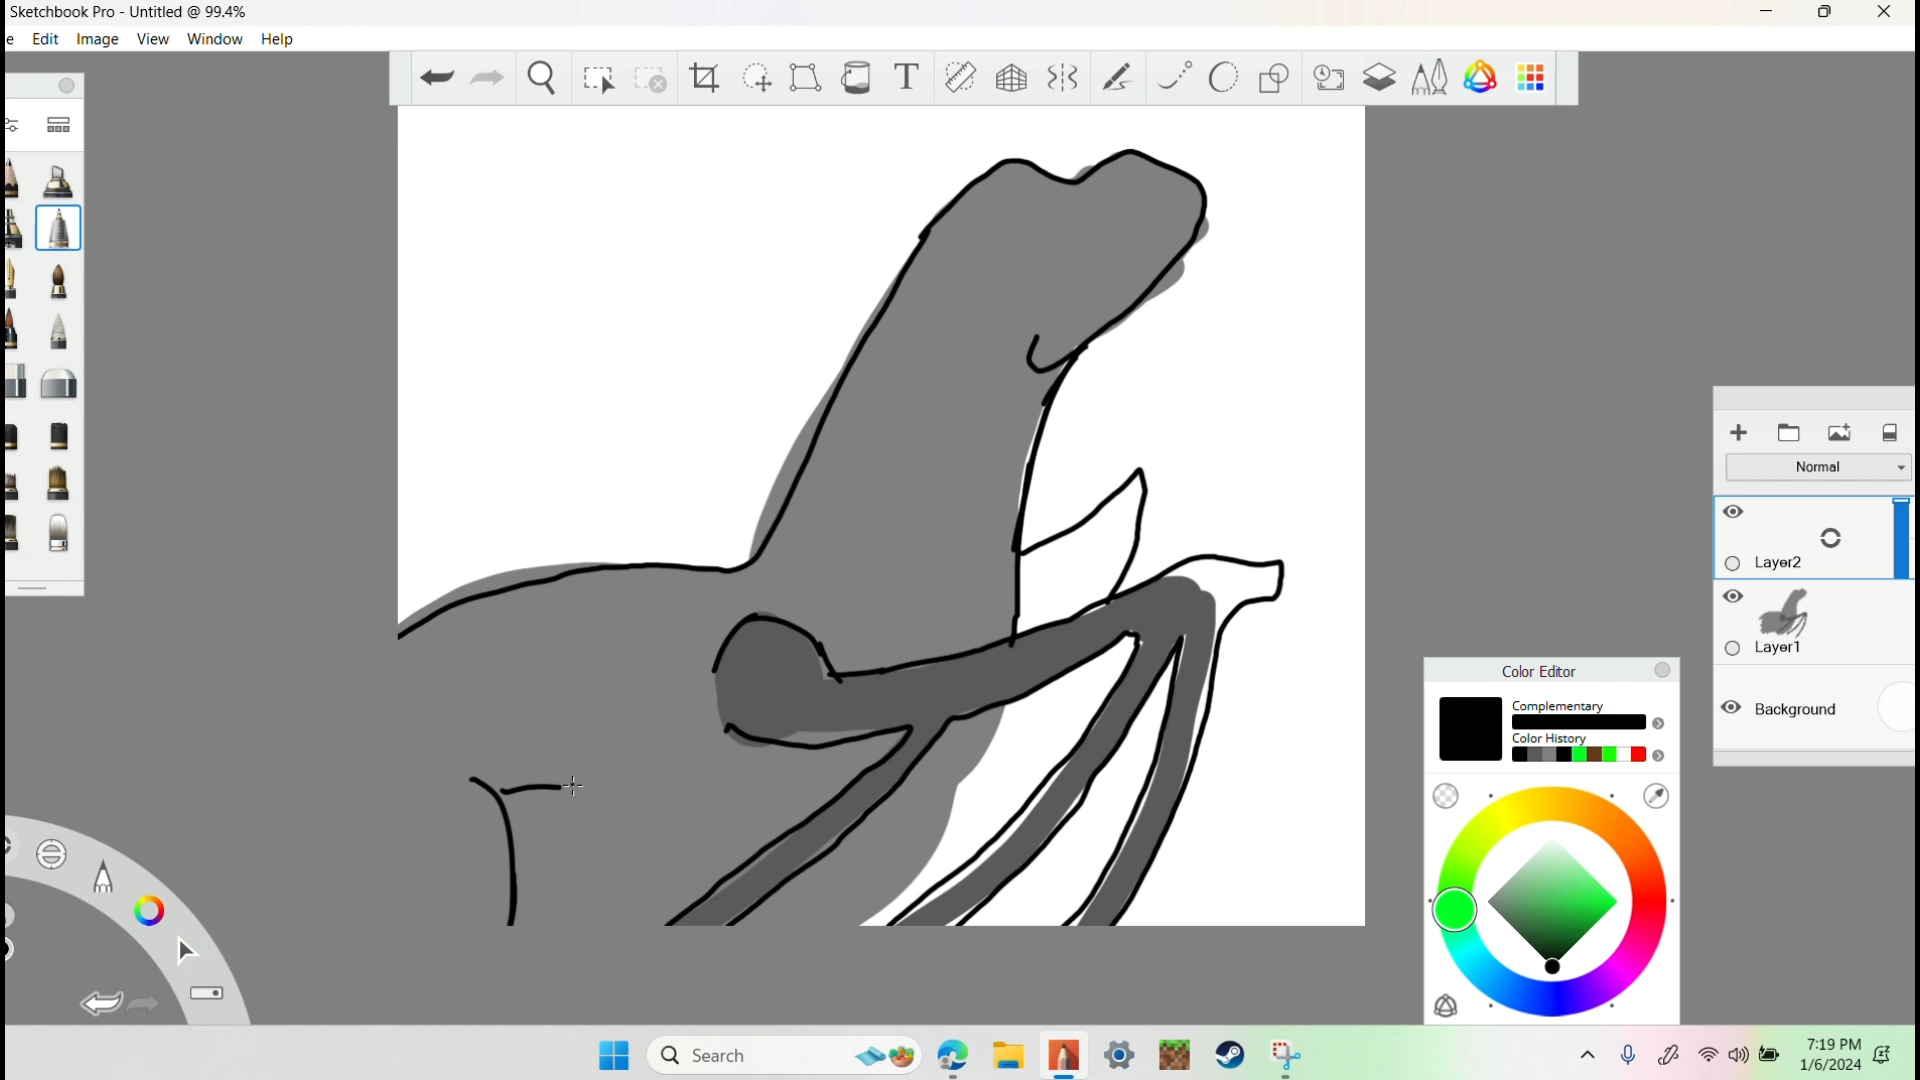 Sketchbook Pro - Untitled @ 99.4%
e Edit Image View Window Help
T
Normal
Layer2
Layer1
Background
Color Editor
Complementary
Color History
Search
7:19 PM
1/6/2024